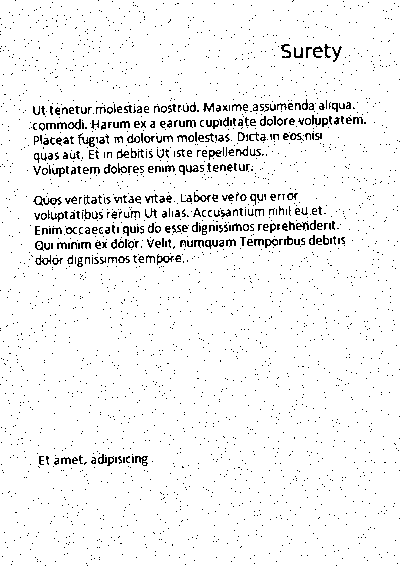 Surety
Ut tenetur molestiae nostrud. Maxime assumenda aliqua.
commodi. Harum ex a earum cupiditate dolore voluptatem.
Placeat fugiat in dolorum molestias. Dicta in eos nisi
quas aut. Et in debitis Ut iste repellendus.
Voluptatem dolores enim quas tenetur.
Quos veritatis vitae vitae. Labore vero qui error
voluptatibus rerum Ut alias. Accusantium nihil eu et.
Enim occaecati quis do esse dignissimos reprehenderit.
Qui minim ex dolor. Velit, numquam Temporibus debitis
dolor dignissimos tempore.
Et amet, adipisicing